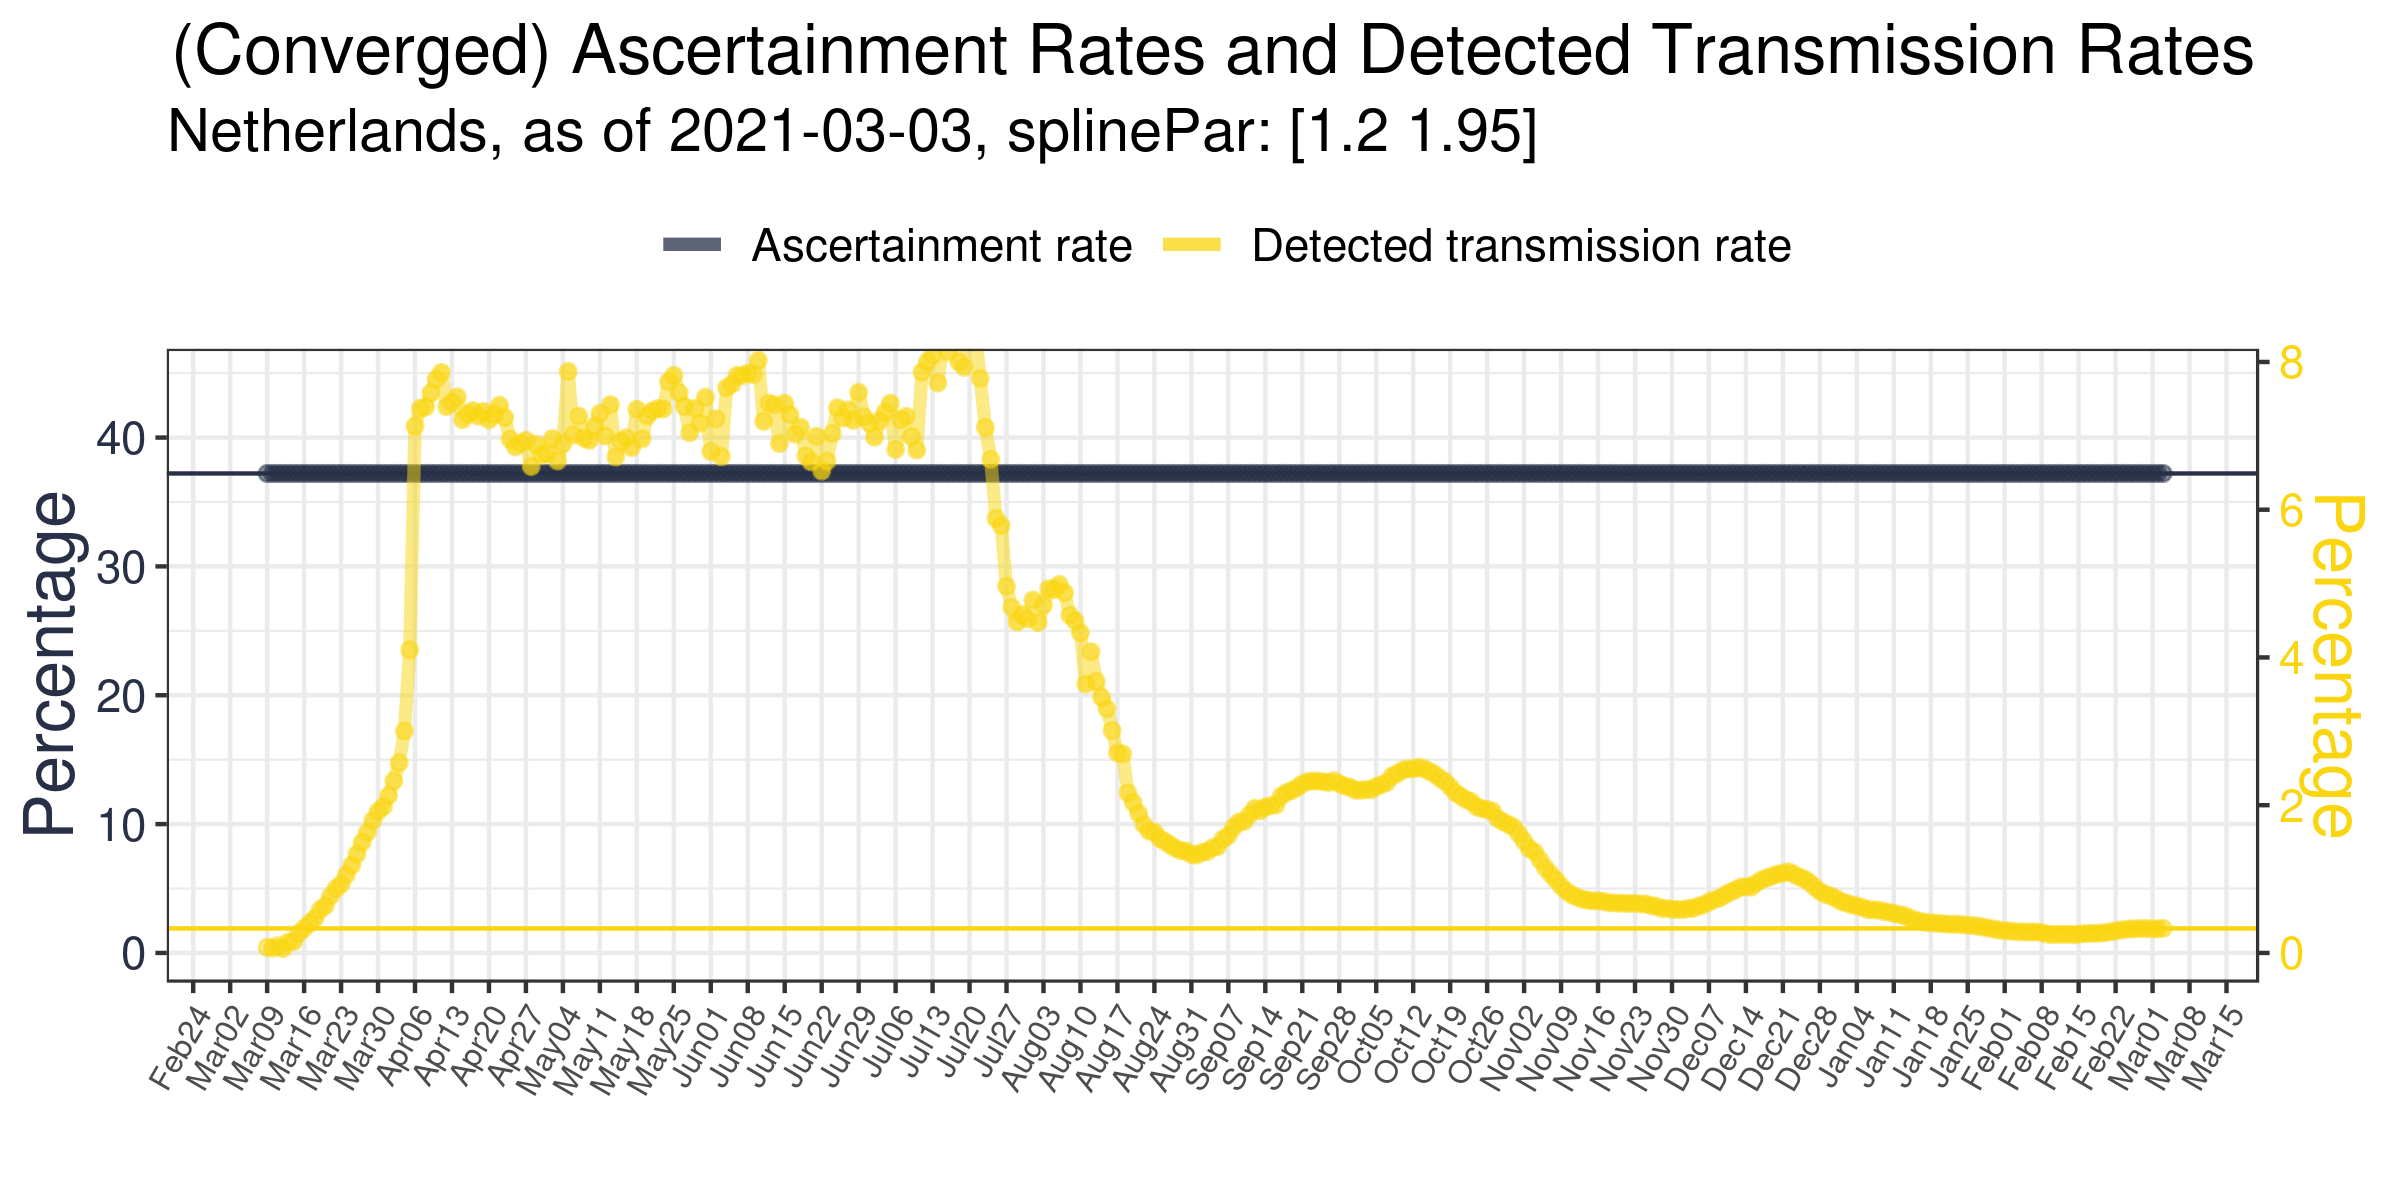 (Converged) Ascertainment Rates and Detected Transmission Rates
Netherlands, as of 2021-03-03, splinePar: [1.2 1.95]
Ascertainment rate Detected transmission rate
Percentage
40
30
20
10
0
8
6
4
2
0
Percentage
Feb24 Mar02 Mar09 Mar16 Mar23 Mar30 Apr06 Apr13 Apr20 Apr27 May04 May11 May18 May25 Jun01 Jun08 Jun15 Jun22 Jun29 Jul06 Jul13 Jul20 Jul27 Aug03 Aug10 Aug17 Aug24 Aug31 Sep07 Sep14 Sep21 Sep28 Oct05 Oct12 Oct19 Oct26 Nov02 Nov09 Nov16 Nov23 Nov30 Dec07 Dec14 Dec21 Dec28 Jan04 Jan11 Jan18 Jan25 Feb01 Feb08 Feb15 Feb22 Mar01 Mar08 Mar15